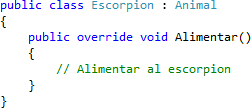 public class Escorpion : Animal
{
    public override void Alimentar()
    {
        // Alimentar al escorpion
    }
}